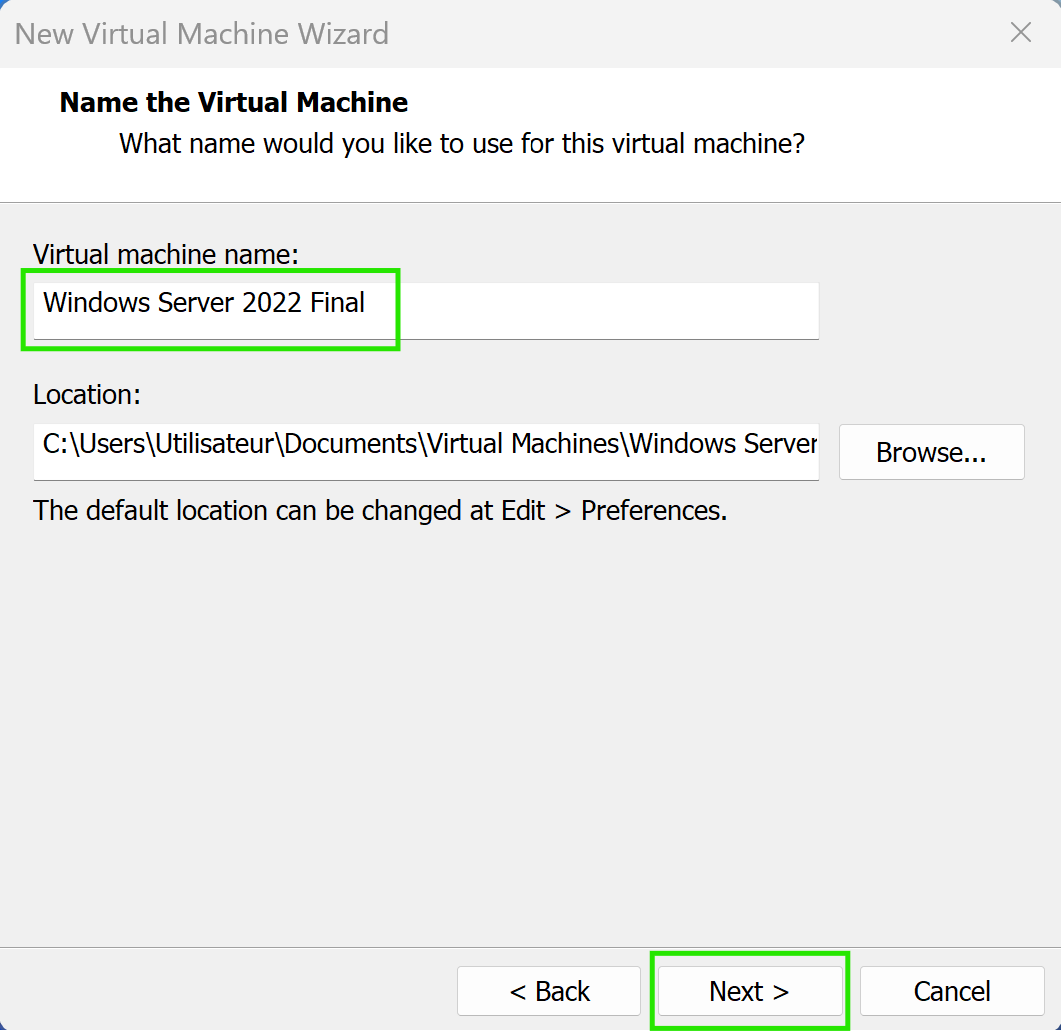 New Virtual Machine Wizard
Name the Virtual Machine
What name would you like to use for this virtual machine?
Virtual machine name:
Windows Server 2022 Final
Location:
C:\Users\Utilisateur\Documents\Virtual Machines\Windows Server
Browse...
The default location can be changed at Edit > Preferences.
< Back
Next >
Cancel